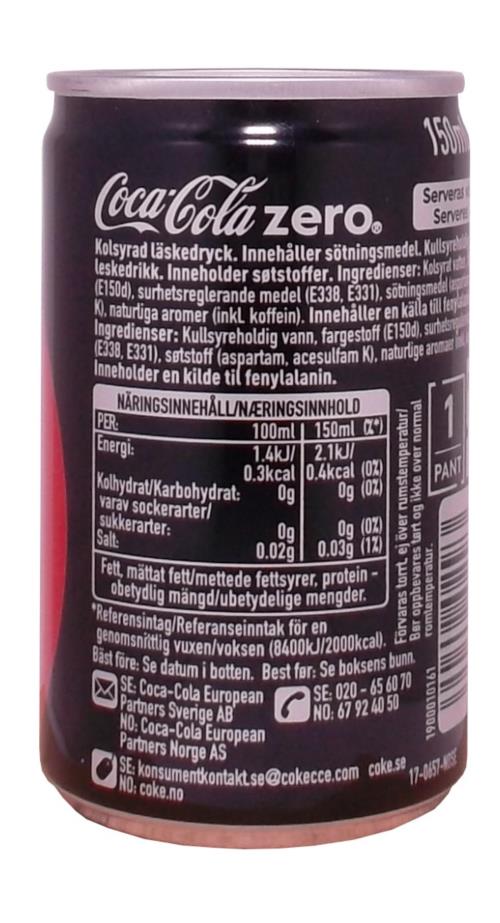 150ml
Coca-Cola zero®
Serveras
Serveres
Kolsyrad läskedryck. Innehåller sötningsmedel. Kullsyreholdig
leskedrikk. Inneholder søtstoffer. Ingredienser: Kolsyrat vatten,
(E150d), surhetsreglerande medel (E338, E331), sötningsmedel (aspartam,
K), naturliga aromer (inkl. koffein). Innehåller en källa till fenylalanin.
Ingredienser: Kullsyreholdig vann, fargestoff (E150d),
(E338, E331), søtstoff (aspartam, acesulfam K), naturlige aromaer
Inneholder en kilde til fenylalanin.
NÄRINGSINNEHÅLL/NÆRINGSINNHOLD
PER: 100ml 150ml (%*)
Energi: 1.4kJ/ 2.1kJ/
0.3kcal 0.4kcal (0%)
Kolhydrat/Karbohydrat: 0g 0g (0%)
varav sockerarter/
sukkerarter: 0g 0g (0%)
Salt: 0.02g 0.03g (1%)
Fett, mättat fett/mettede fettsyrer, protein -
obetydlig mängd/ubetydelige mengder.
*Referensintag/Referanseinntak för en
genomsnittlig vuxen/voksen (8400kJ/2000kcal).
Bäst före: Se datum i botten. Best før: Se boksens bunn.
SE: Coca-Cola European
Partners Sverige AB
NO: Coca-Cola European
Partners Norge AS
SE: 020 - 65 60 70
NO: 67 92 40 50
SE: konsumentkontakt.se@cokecce.com coke.se
NO: coke.no
Förvaras torrt, ej över rumstemperatur/
Bør oppbevares tørt og ikke over normal
romtemperatur.
1
PANT
1900010161
17-0657-NOSE